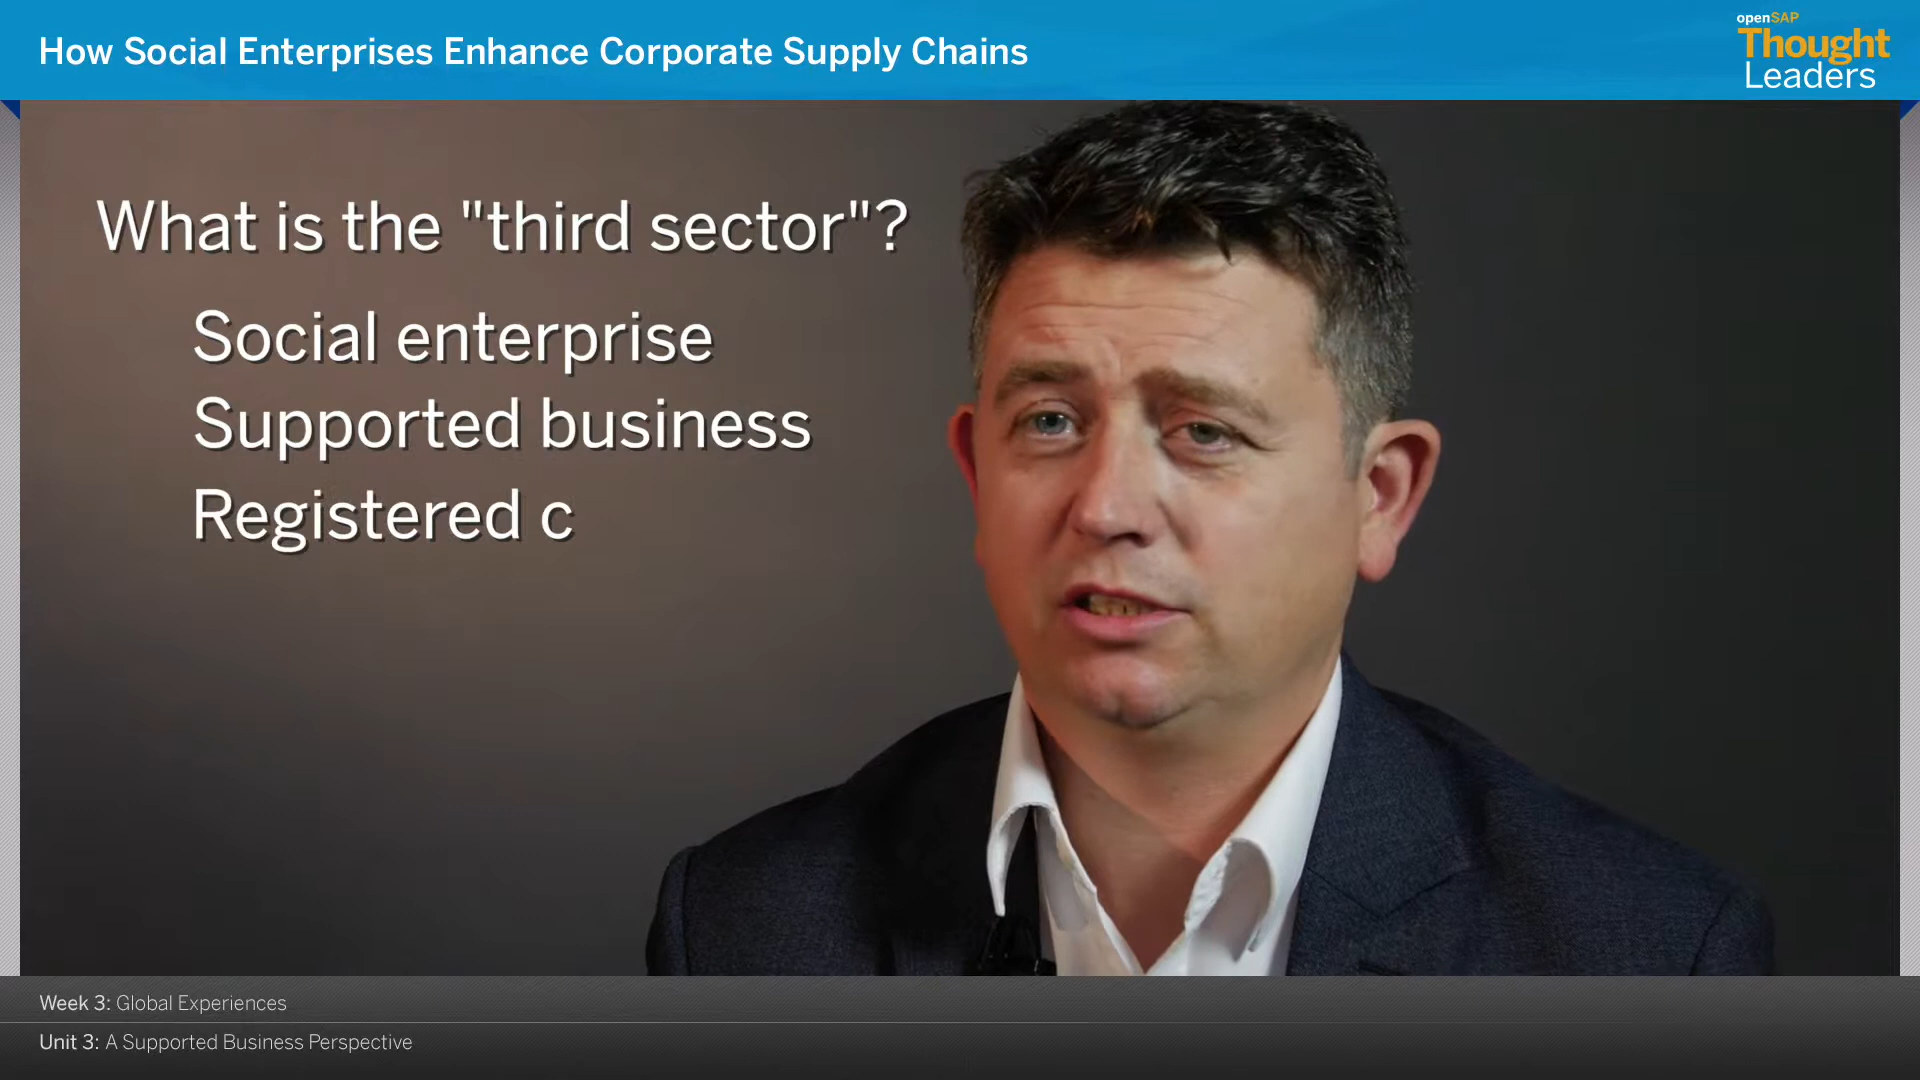 How Social Enterprises Enhance Corporate Supply Chains
openSAP
Thought
Leaders
What is the "third sector"?
Social enterprise
Supported business
Registered c
Week 3: Global Experiences
Unit 3: A Supported Business Perspective